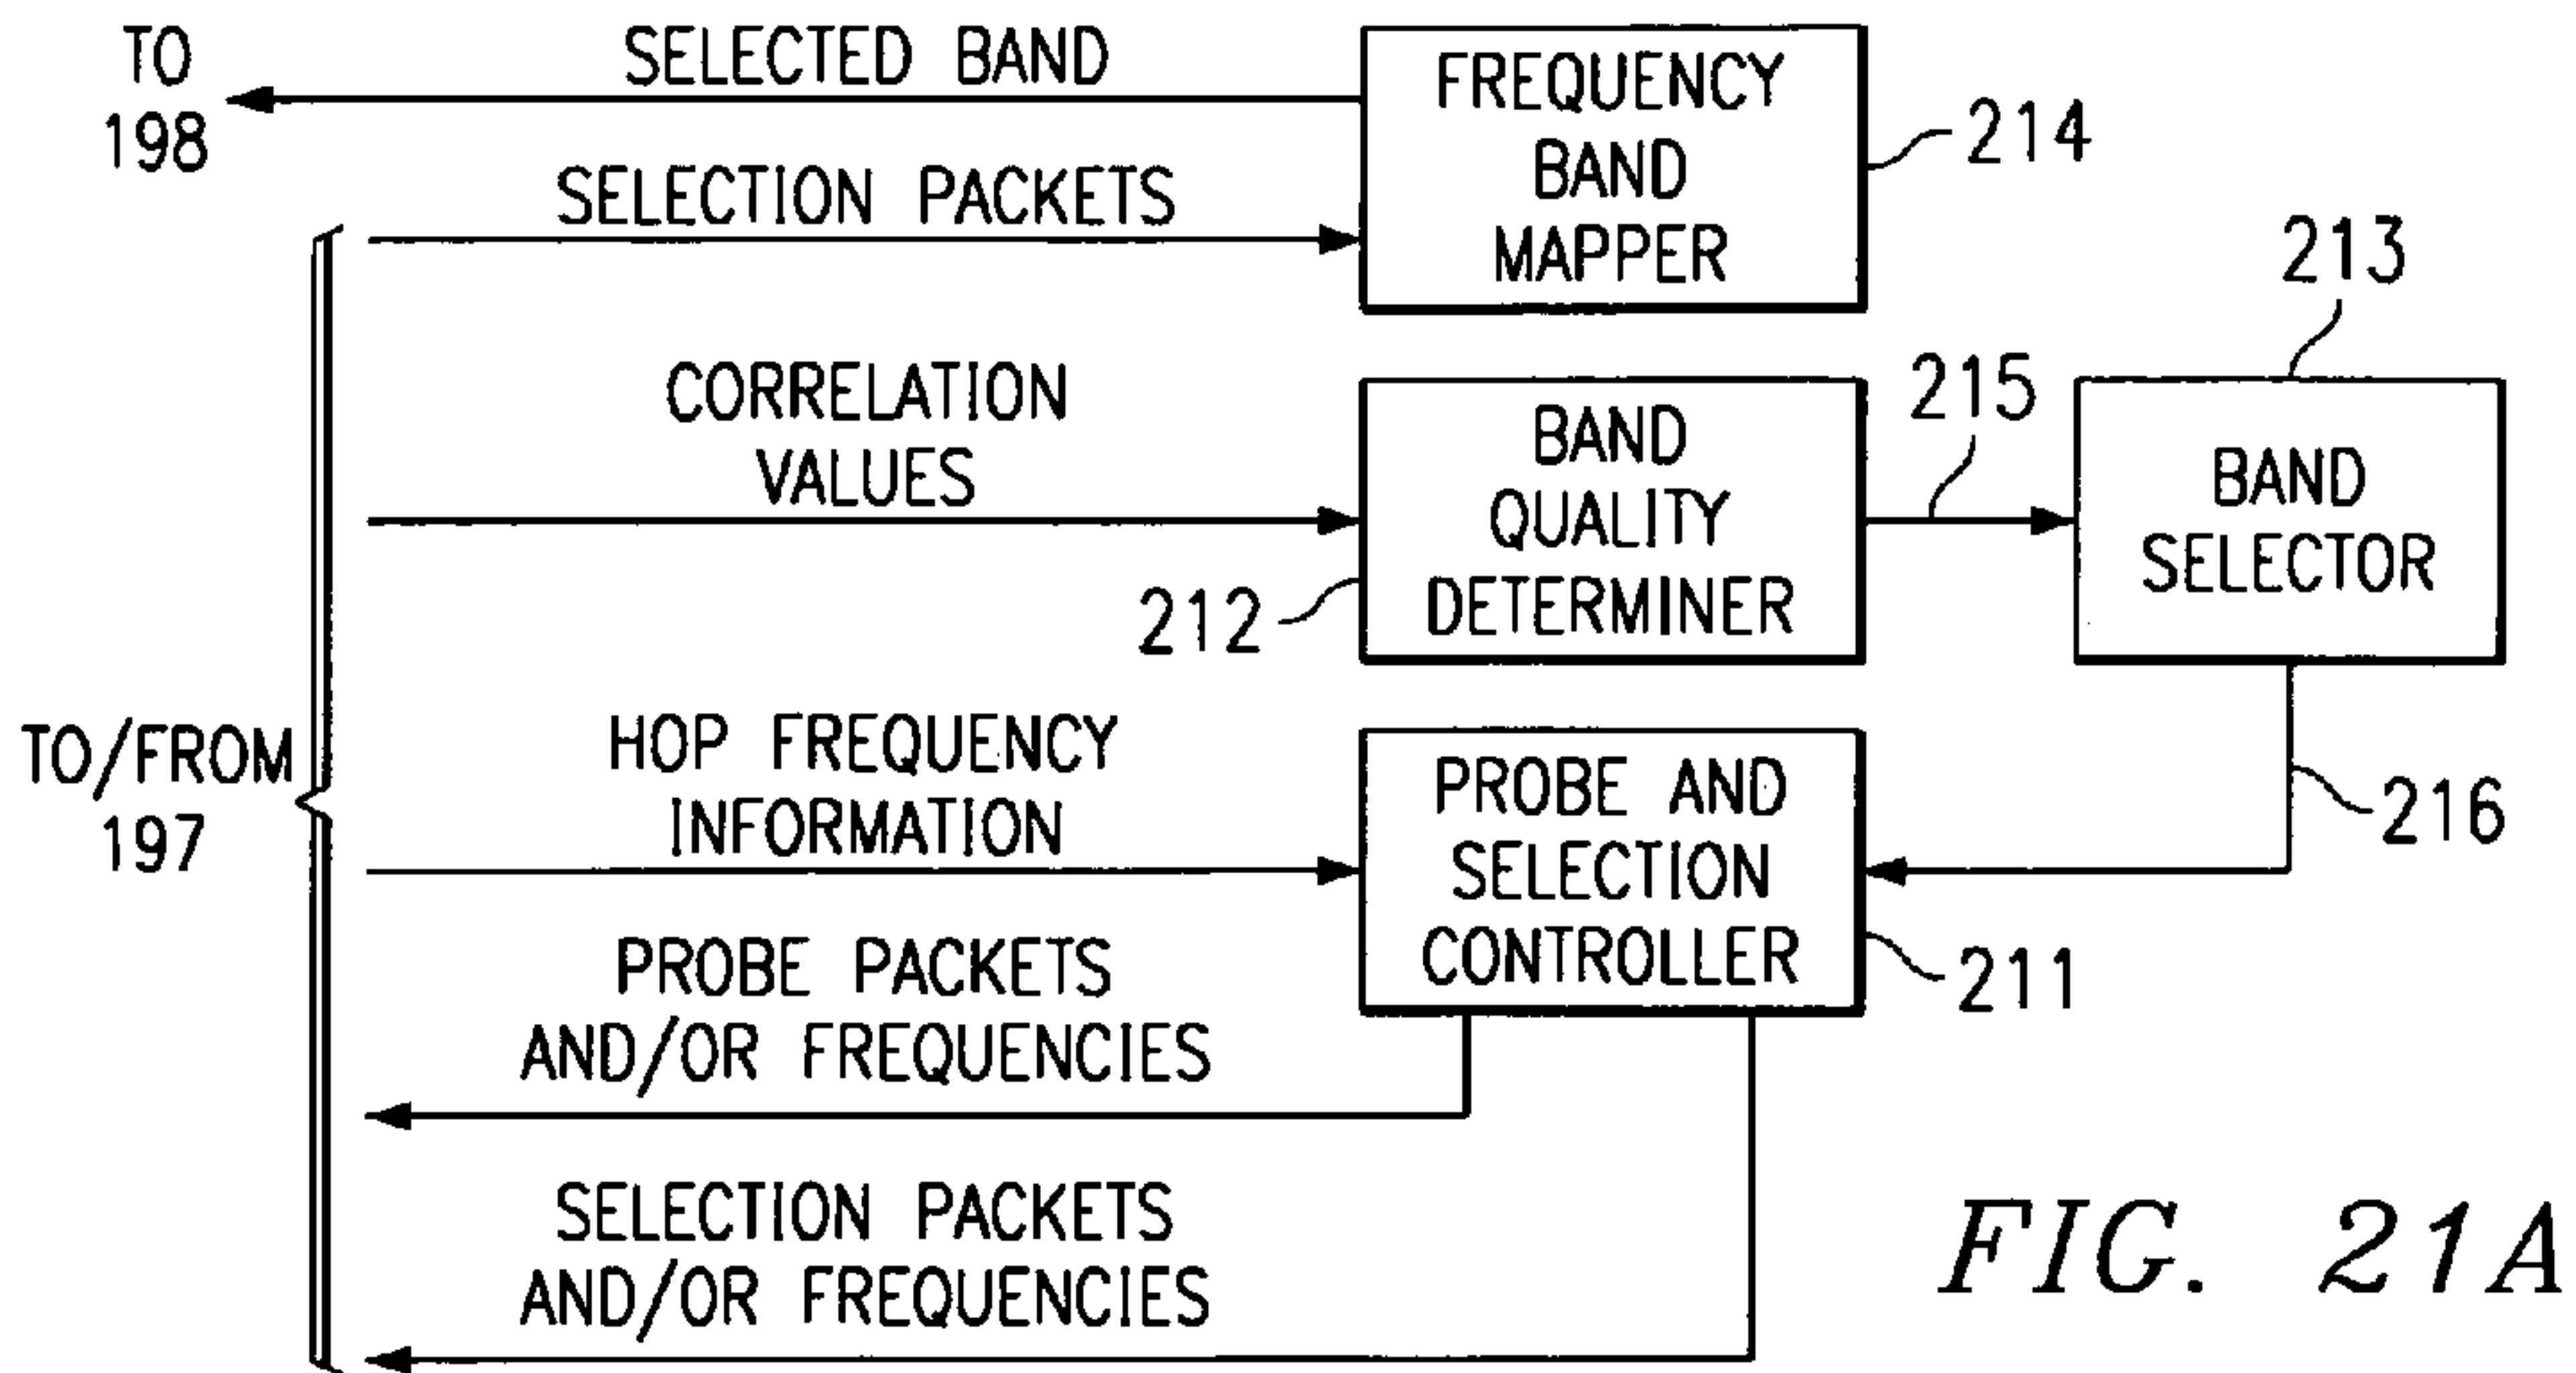 TO
198
SELECTED BAND
FREQUENCY
BAND
MAPPER
214
SELECTION PACKETS
213
CORRELATION
VALUES
BAND
QUALITY
DETERMINER
212
215
BAND
SELECTOR
TO/FROM
197
HOP FREQUENCY
INFORMATION
PROBE AND
SELECTION
CONTROLLER
216
211
PROBE PACKETS
AND/OR FREQUENCIES
SELECTION PACKETS
AND/OR FREQUENCIES
FIG. 21A